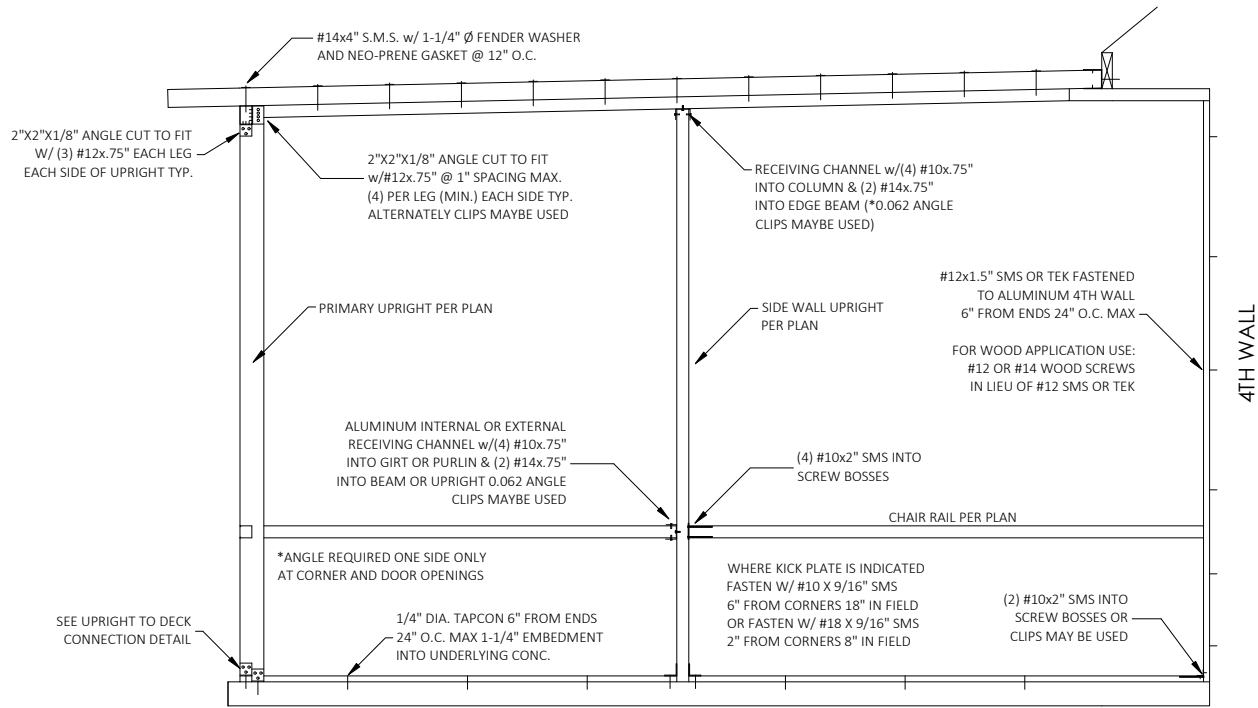 #14x4" S.M.S. w/ 1-1/4" Ø FENDER WASHER
AND NEO-PRENE GASKET @ 12" O.C.
2"X2"X1/8" ANGLE CUT TO FIT
W/ (3) #12x.75" EACH LEG
EACH SIDE OF UPRIGHT TYP.
2"X2"X1/8" ANGLE CUT TO FIT
w/#12x.75" @ 1" SPACING MAX.
(4) PER LEG (MIN.) EACH SIDE TYP.
ALTERNATELY CLIPS MAYBE USED
RECEIVING CHANNEL w/(4) #10x.75"
INTO COLUMN & (2) #14x.75"
INTO EDGE BEAM (*0.062 ANGLE
CLIPS MAYBE USED)
#12x1.5" SMS OR TEK FASTENED
TO ALUMINUM 4TH WALL
6" FROM ENDS 24" O.C. MAX
FOR WOOD APPLICATION USE:
#12 OR #14 WOOD SCREWS
IN LIEU OF #12 SMS OR TEK
4TH WALL
PRIMARY UPRIGHT PER PLAN
SIDE WALL UPRIGHT
PER PLAN
ALUMINUM INTERNAL OR EXTERNAL
RECEIVING CHANNEL w/(4) #10x.75"
INTO GIRT OR PURLIN & (2) #14x.75"
INTO BEAM OR UPRIGHT 0.062 ANGLE
CLIPS MAYBE USED
(4) #10x2" SMS INTO
SCREW BOSSES
CHAIR RAIL PER PLAN
*ANGLE REQUIRED ONE SIDE ONLY
AT CORNER AND DOOR OPENINGS
WHERE KICK PLATE IS INDICATED
FASTEN W/ #10 X 9/16" SMS
6" FROM CORNERS 18" IN FIELD
OR FASTEN W/ #18 X 9/16" SMS
2" FROM CORNERS 8" IN FIELD
(2) #10x2" SMS INTO
SCREW BOSSES OR
CLIPS MAY BE USED
SEE UPRIGHT TO DECK
CONNECTION DETAIL
1/4" DIA. TAPCON 6" FROM ENDS
24" O.C. MAX 1-1/4" EMBEDMENT
INTO UNDERLYING CONC.